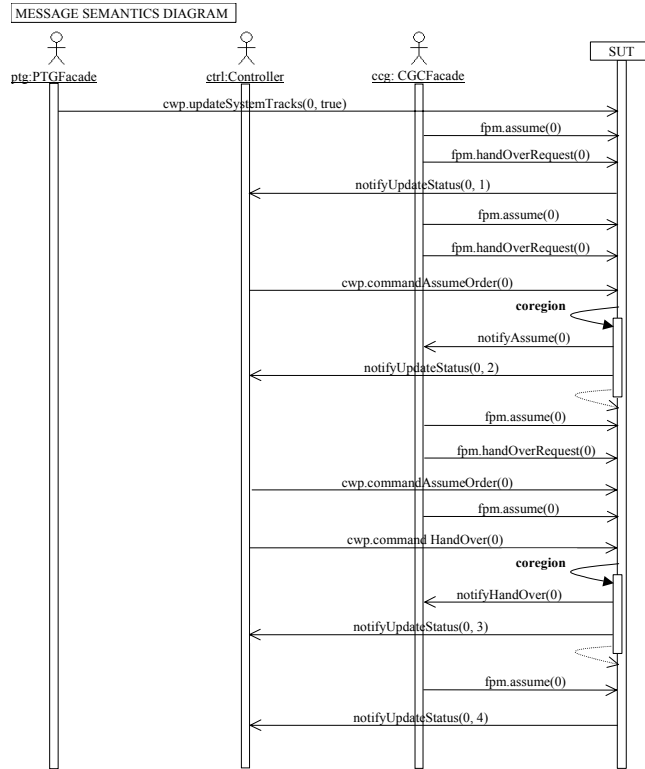 MESSAGE SEMANTICS DIAGRAM
ptg:PTGFacade
ctrl:Controller
ccg: CGCFacade
SUT
cwp.updateSystemTracks(0, true)
fpm.assume(0)
fpm.handOverRequest(0)
notifyUpdateStatus(0, 1)
fpm.assume(0)
fpm.handOverRequest(0)
cwp.commandAssumeOrder(0)
coregion
notifyAssume(0)
notifyUpdateStatus(0, 2)
fpm.assume(0)
fpm.handOverRequest(0)
cwp.commandAssumeOrder(0)
fpm.assume(0)
cwp.command HandOver(0)
coregion
notifyHandOver(0)
notifyUpdateStatus(0, 3)
fpm.assume(0)
notifyUpdateStatus(0, 4)